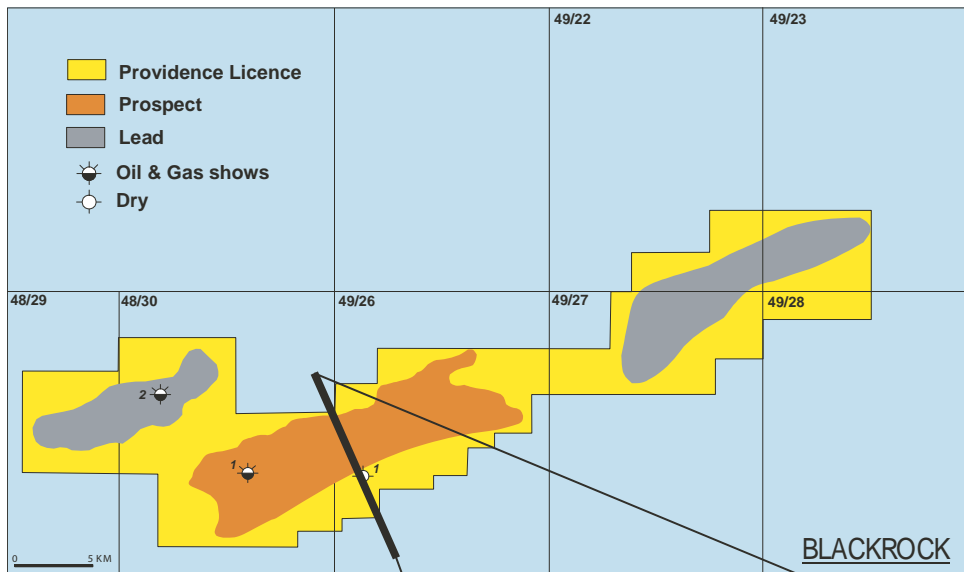 49/22
49/23
Providence Licence
Prospect
Lead
Oil & Gas shows
Dry
48/29
48/30
49/26
49/27
49/28
2
1
1
0
5 KM
BLACKROCK